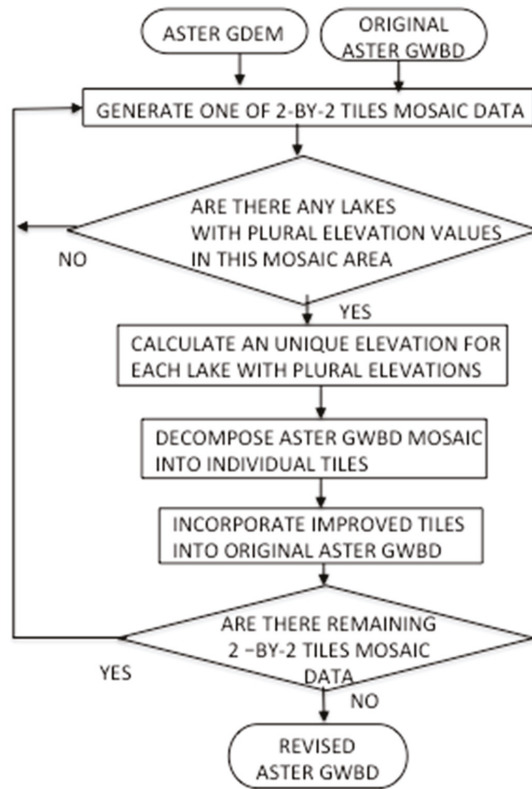 ASTER GDEM
ORIGINAL
ASTER GWBD
GENERATE ONE OF 2-BY-2 TILES MOSAIC DATA
ARE THERE ANY LAKES
WITH PLURAL ELEVATION VALUES
IN THIS MOSAIC AREA
NO
YES
CALCULATE AN UNIQUE ELEVATION FOR
EACH LAKE WITH PLURAL ELEVATIONS
DECOMPOSE ASTER GWBD MOSAIC
INTO INDIVIDUAL TILES
INCORPORATE IMPROVED TILES
INTO ORIGINAL ASTER GWBD
ARE THERE REMAINING
2 –BY-2 TILES MOSAIC
DATA
YES
NO
REVISED
ASTER GWBD